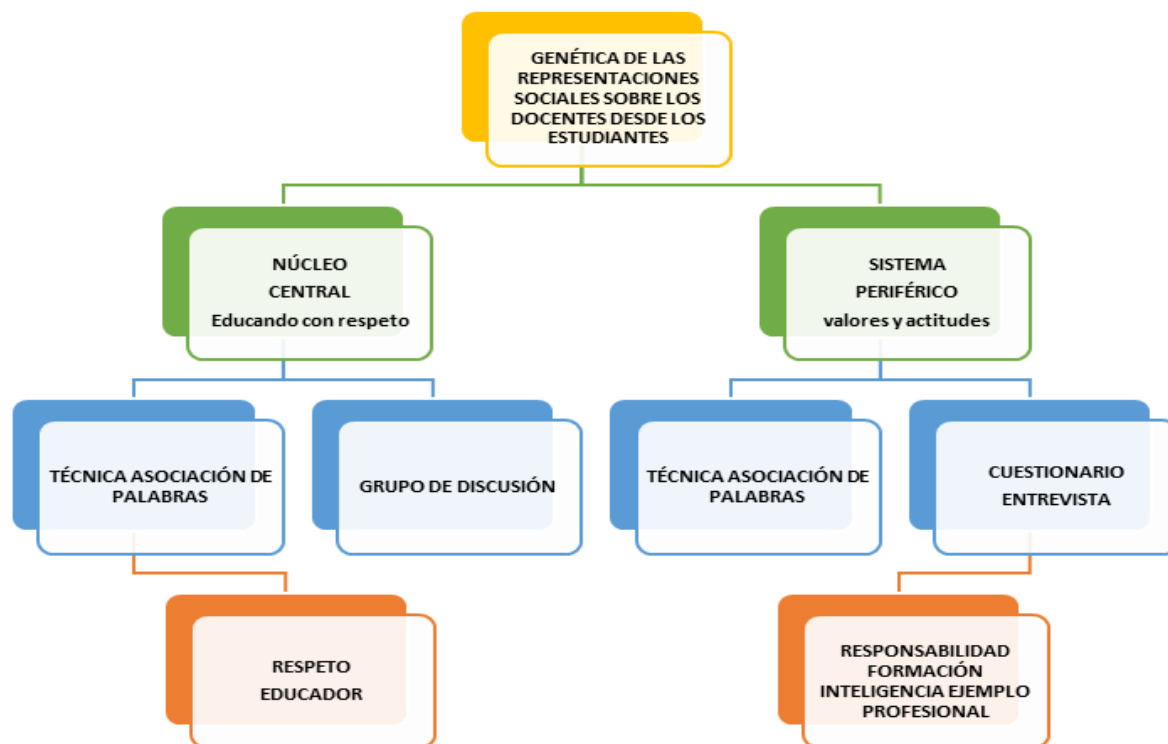 GENÉTICA DE LAS
REPRESENTACIONES
SOCIALES SOBRE LOS
DOCENTES DESDE LOS
ESTUDIANTES
NÚCLEO
CENTRAL
Educando con respeto
SISTEMA
PERIFÉRICO
valores y actitudes
TÉCNICA ASOCIACIÓN DE
PALABRAS
GRUPO DE DISCUSIÓN
TÉCNICA ASOCIACIÓN DE
PALABRAS
CUESTIONARIO
ENTREVISTA
RESPETO
EDUCADOR
RESPONSABILIDAD
FORMACIÓN
INTELIGENCIA EJEMPLO
PROFESIONAL